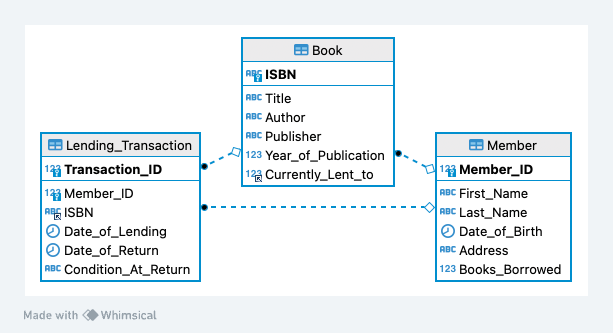 Book
ABC ISBN
ABC Title
ABC Author
ABC Publisher
123 Year_of_Publication
123 Currently_Lent_to
Lending_Transaction
123 Transaction_ID
123 Member_ID
ABC ISBN
Date_of_Lending
Date_of_Return
ABC Condition_At_Return
Member
123 Member_ID
ABC First_Name
ABC Last_Name
Date_of_Birth
ABC Address
123 Books_Borrowed
Made with Whimsical